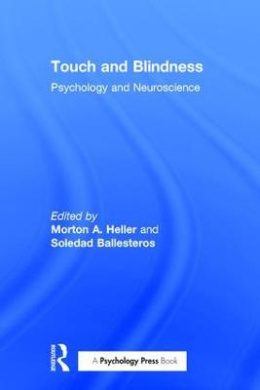 Touch and Blindness
Psychology and Neuroscience
Edited by
Morton A. Heller and
Soledad Ballesteros
ROUTLEDGE
A Psychology Press Book